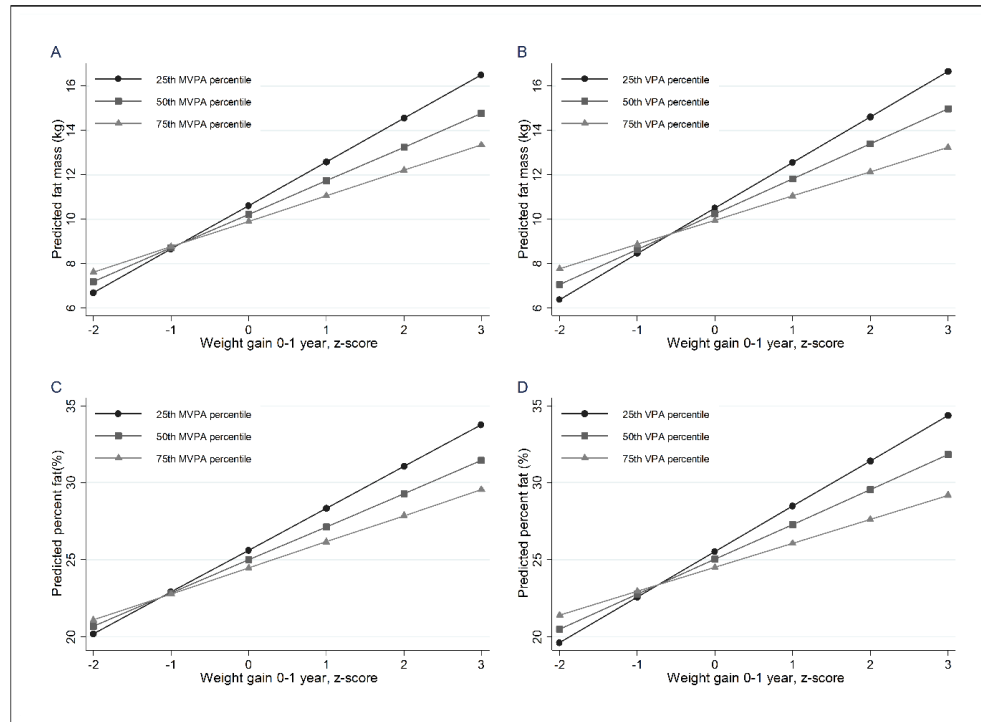 A
25th MVPA percentile
50th MVPA percentile
75th MVPA percentile
Predicted fat mass (kg)
16
14
12
10
8
6
-2 -1 0 1 2 3
Weight gain 0-1 year, z-score
B
25th VPA percentile
50th VPA percentile
75th VPA percentile
Predicted fat mass (kg)
16
14
12
10
8
6
-2 -1 0 1 2 3
Weight gain 0-1 year, z-score
C
25th MVPA percentile
50th MVPA percentile
75th MVPA percentile
Predicted percent fat(%)
35
30
25
20
-2 -1 0 1 2 3
Weight gain 0-1 year, z-score
D
25th VPA percentile
50th VPA percentile
75th VPA percentile
Predicted percent fat (%)
35
30
25
20
-2 -1 0 1 2 3
Weight gain 0-1 year, z-score